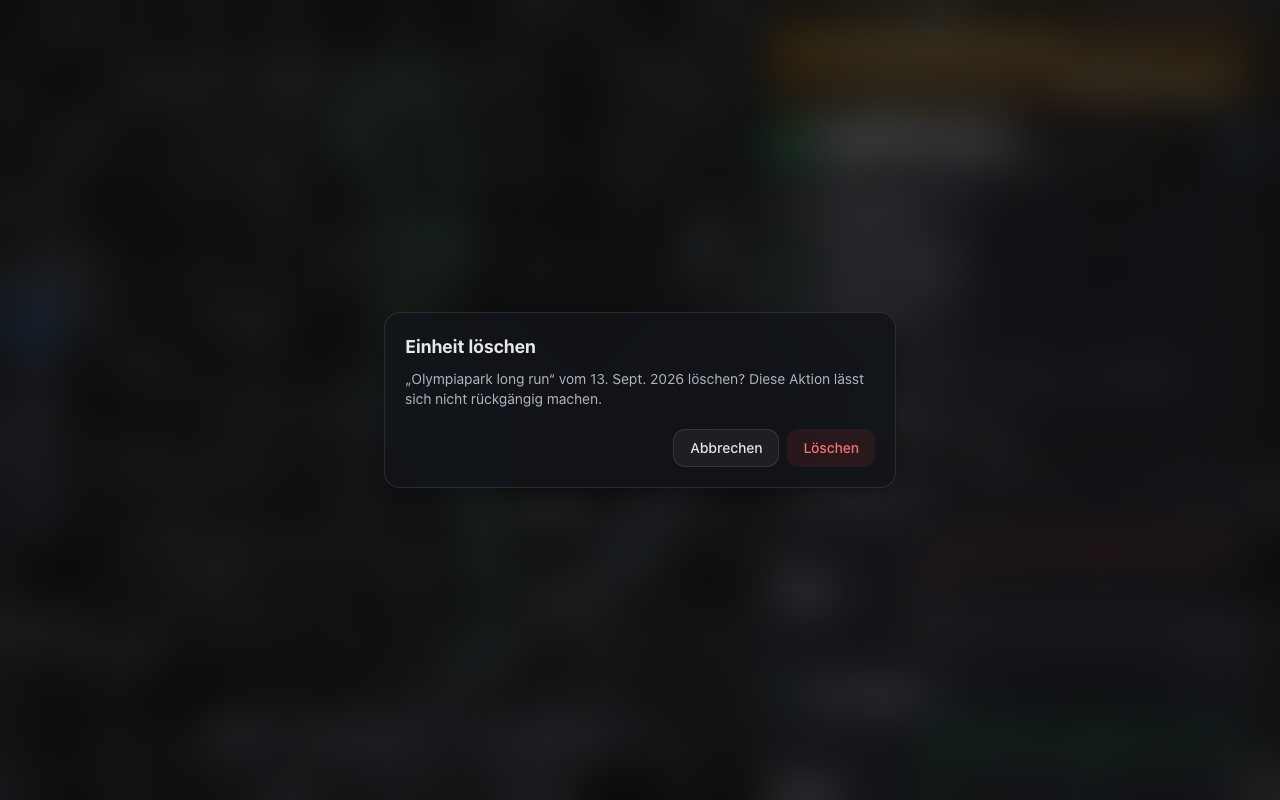 Einheit löschen
„Olympiapark long run“ vom 13. Sept. 2026 löschen? Diese Aktion lässt
sich nicht rückgängig machen.
Abbrechen
Löschen